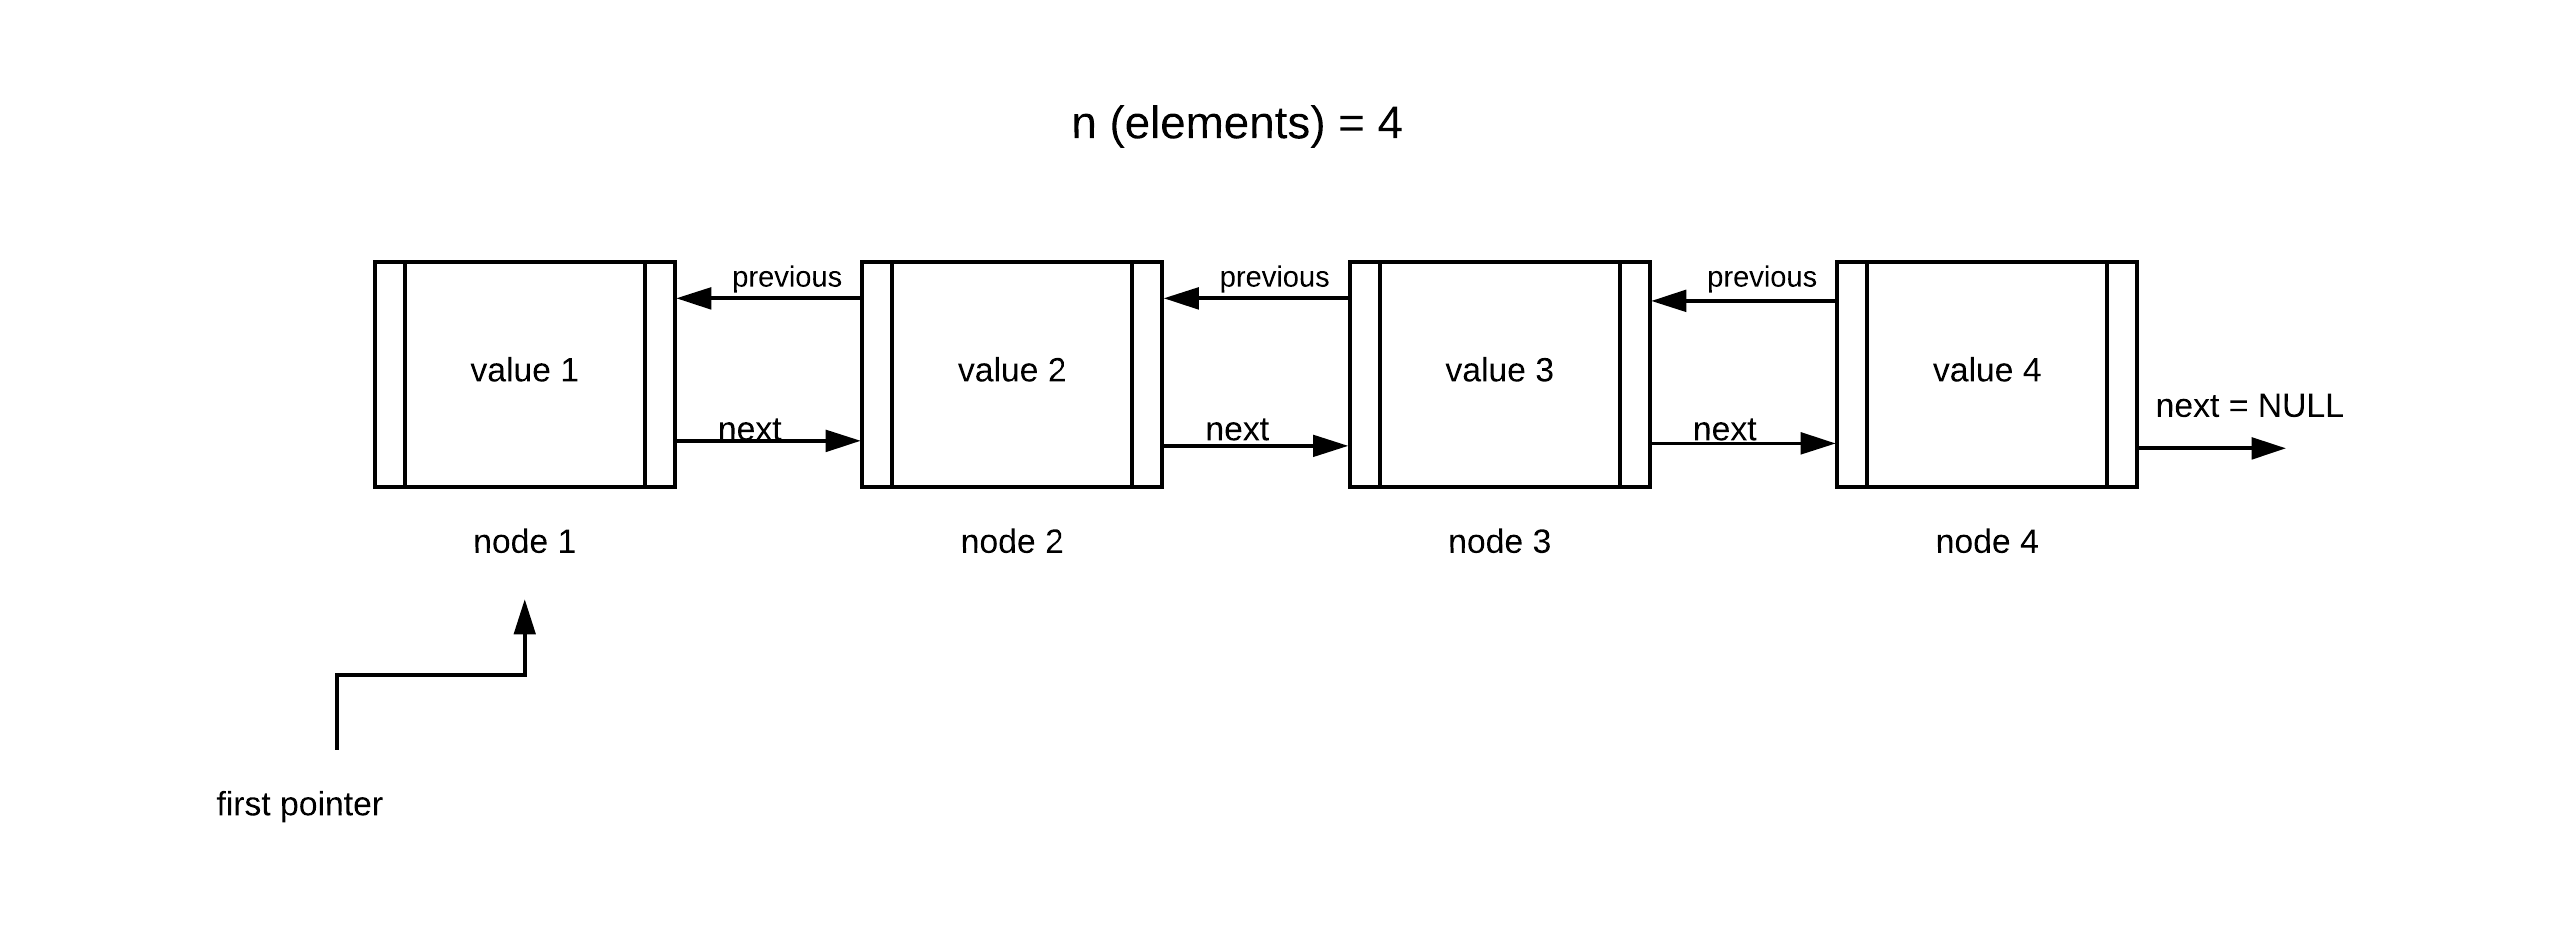 n (elements) = 4
previous
previous
previous
value 1
value 2
value 3
value 4
next
next
next
next = NULL
node 1
node 2
node 3
node 4
first pointer